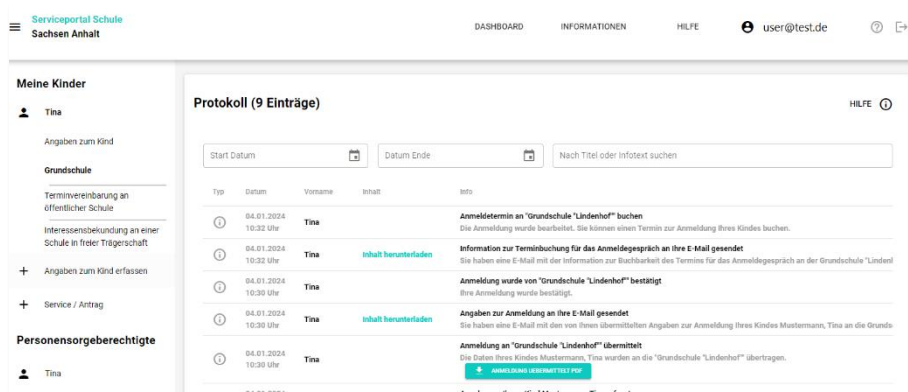 Serviceportal Schule
Sachsen Anhalt
DASHBOARD
INFORMATIONEN
HILFE
user@test.de
Meine Kinder
Tina
Angaben zum Kind
Grundschule
Terminvereinbarung an
öffentlicher Schule
Interessensbekundung an einer
Schule in freier Trägerschaft
Angaben zum Kind erfassen
Service / Antrag
Personensorgeberechtigte
Tina
Protokoll (9 Einträge)
HILFE
Start Datum
Datum Ende
Nach Titel oder Infotext suchen
Typ Datum Vorname Inhalt Info
Anmeldetermin an "Grundschule "Lindenhof"" buchen
04.01.2024
10:32 Uhr
Tina
Die Anmeldung wurde bearbeitet. Sie können einen Termin zur Anmeldung Ihres Kindes buchen.
Information zur Terminbuchung für das Anmeldegespräch an Ihre E-Mail gesendet
04.01.2024
10:32 Uhr
Tina
Inhalt herunterladen
Sie haben eine E-Mail mit der Information zur Buchbarkeit des Termins für das Anmeldegespräch an der Grundschule "Lindenl
Anmeldung wurde von "Grundschule "Lindenhof"" bestätigt
04.01.2024
10:30 Uhr
Tina
Ihre Anmeldung wurde bestätigt.
Angaben zur Anmeldung an Ihre E-Mail gesendet
04.01.2024
10:30 Uhr
Tina
Inhalt herunterladen
Sie haben eine E-Mail mit den von Ihnen übermittelten Angaben zur Anmeldung Ihres Kindes Mustermann, Tina an die Grunds
Anmeldung an "Grundschule "Lindenhof"" übermittelt
04.01.2024
10:30 Uhr
Tina
Die Daten Ihres Kindes Mustermann, Tina wurden an die "Grundschule "Lindenhof"" übertragen.
ANMELDUNG UEBERMITTELT PDF